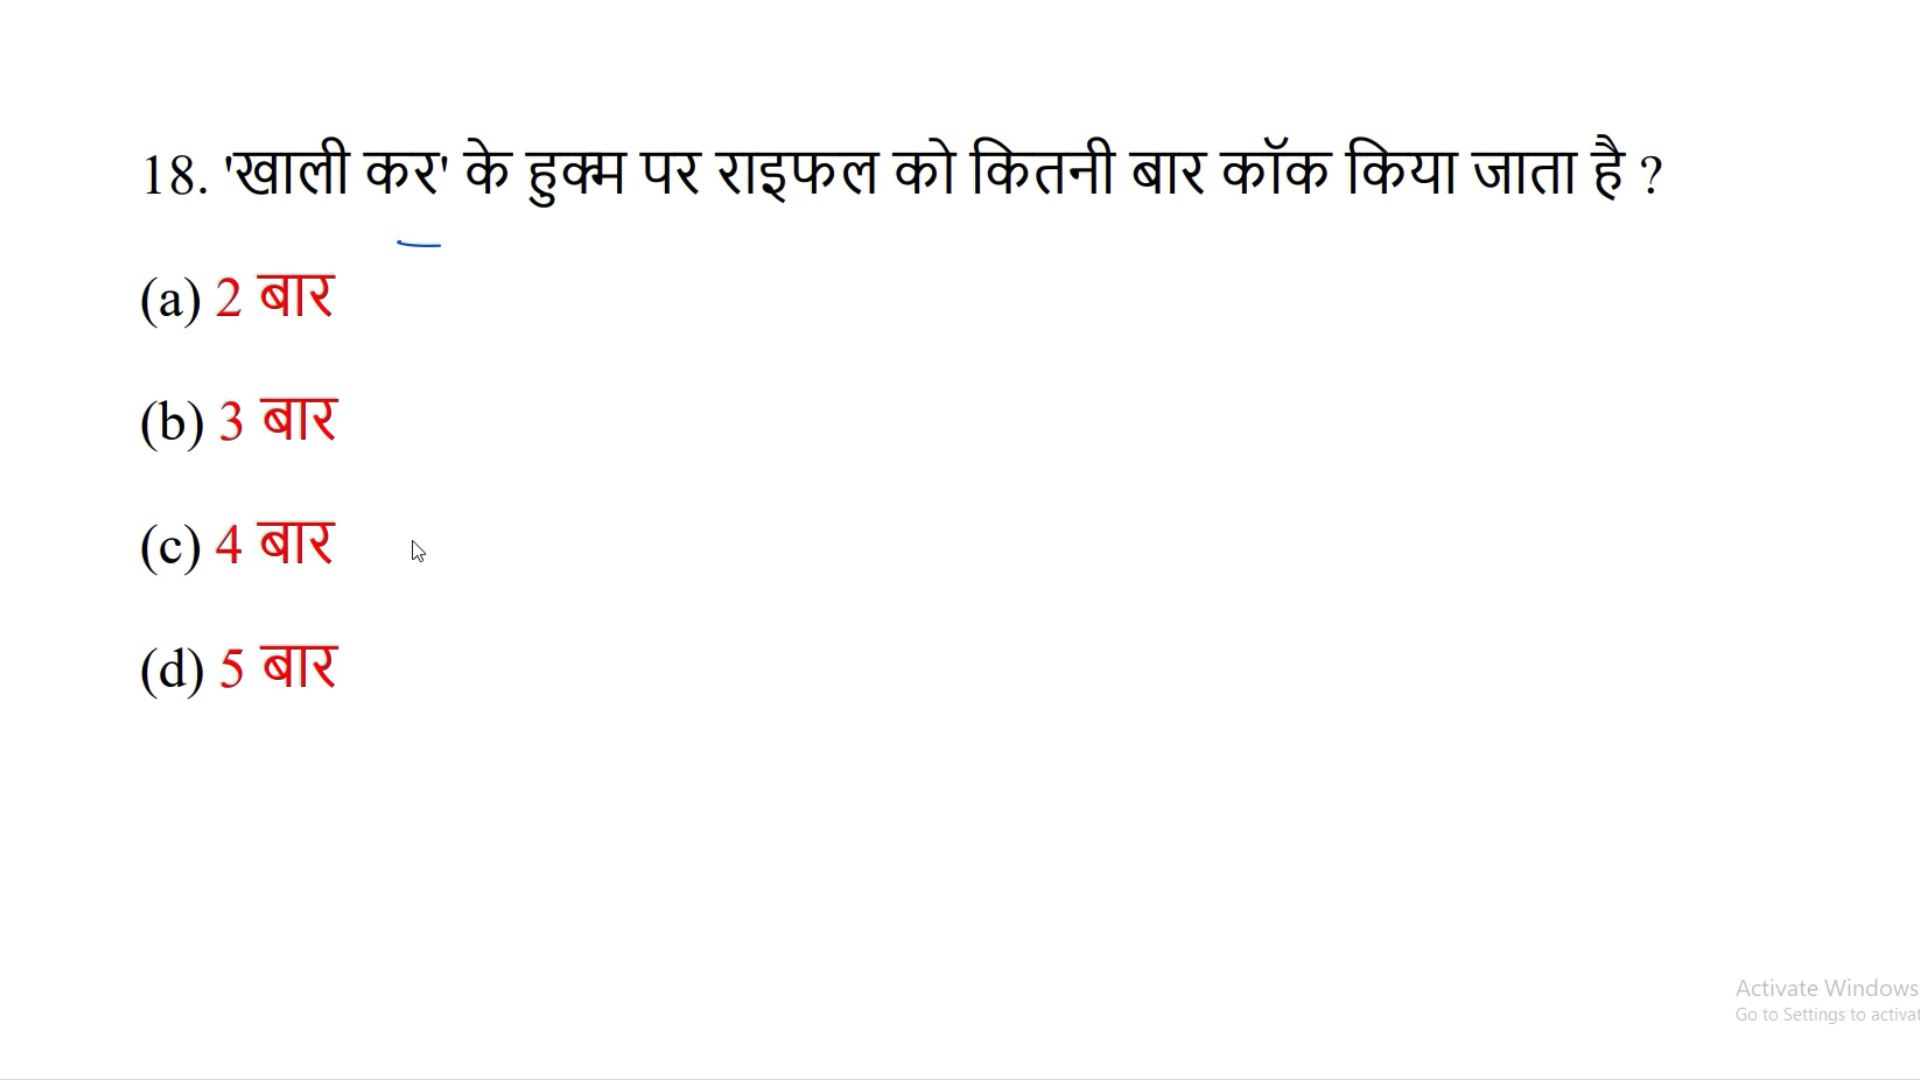 18. 'खाली कर' के हुक्म पर राइफल को कितनी बार कॉक किया जाता है ?
(a) 2 बार
(b) 3 बार
(c) 4 बार
(d) 5 बार
Activate Windows
Go to Settings to activat